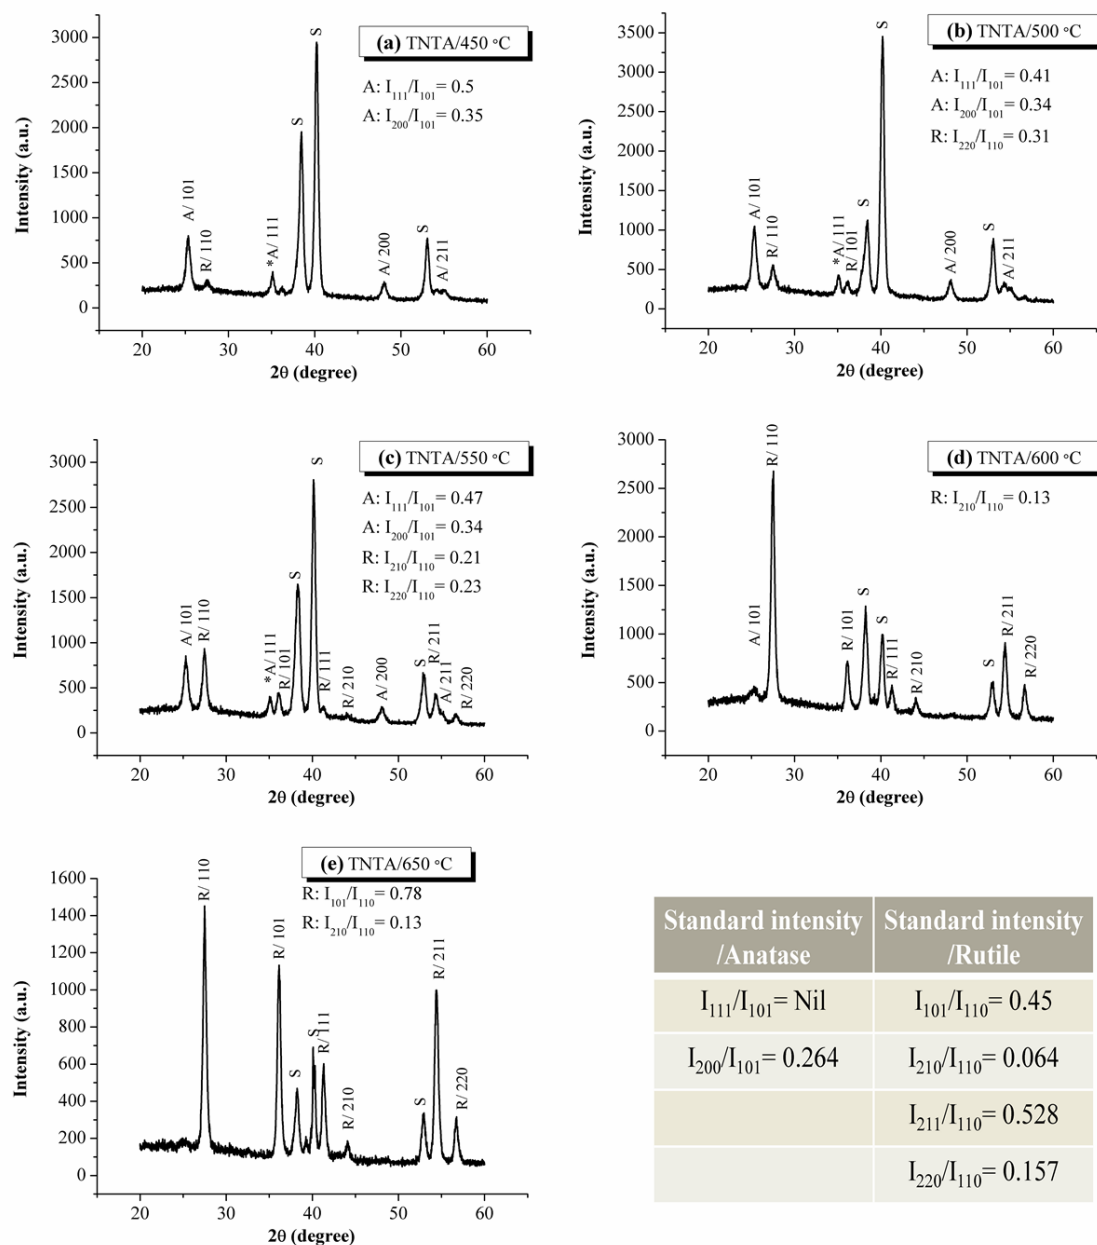 (a) TNTA/450 °C
A: I₁₁₁/I₁₀₁= 0.5
A: I₂₀₀/I₁₀₁= 0.35
Intensity (a.u.)
3000
2500
2000
1500
1000
500
0
A/ 101
R/ 110
*A/ 111
S
S
A/ 200
S
A/ 211
20 30 40 50 60
2θ (degree)
(b) TNTA/500 °C
A: I₁₁₁/I₁₀₁= 0.41
A: I₂₀₀/I₁₀₁= 0.34
R: I₂₂₀/I₁₁₀= 0.31
Intensity (a.u.)
3500
3000
2500
2000
1500
1000
500
0
A/ 101
R/ 110
*A/ 111
R/ 101
S
S
A/ 200
S
A/ 211
20 30 40 50 60
2θ (degree)
(c) TNTA/550 °C
A: I₁₁₁/I₁₀₁= 0.47
A: I₂₀₀/I₁₀₁= 0.34
R: I₂₁₀/I₁₁₀= 0.21
R: I₂₂₀/I₁₁₀= 0.23
Intensity (a.u.)
3000
2500
2000
1500
1000
500
0
A/ 101
R/ 110
*A/ 111
R/ 101
S
S
R/ 111
R/ 210
A/ 200
S
R/ 211
A/ 211
R/ 220
20 30 40 50 60
2θ (degree)
(d) TNTA/600 °C
R: I₂₁₀/I₁₁₀= 0.13
Intensity (a.u.)
3000
2500
2000
1500
1000
500
0
A/ 101
R/ 110
R/ 101
S
S
R/ 111
R/ 210
S
R/ 211
R/ 220
20 30 40 50 60
2θ (degree)
(e) TNTA/650 °C
R: I₁₀₁/I₁₁₀= 0.78
R: I₂₁₀/I₁₁₀= 0.13
Intensity (a.u.)
1600
1400
1200
1000
800
600
400
200
0
R/ 110
R/ 101
S
S
R/ 111
R/ 210
S
R/ 211
R/ 220
20 30 40 50 60
2θ (degree)
Standard intensity
/Anatase
Standard intensity
/Rutile
I₁₁₁/I₁₀₁= Nil
I₁₀₁/I₁₁₀= 0.45
I₂₀₀/I₁₀₁= 0.264
I₂₁₀/I₁₁₀= 0.064
I₂₁₁/I₁₁₀= 0.528
I₂₂₀/I₁₁₀= 0.157